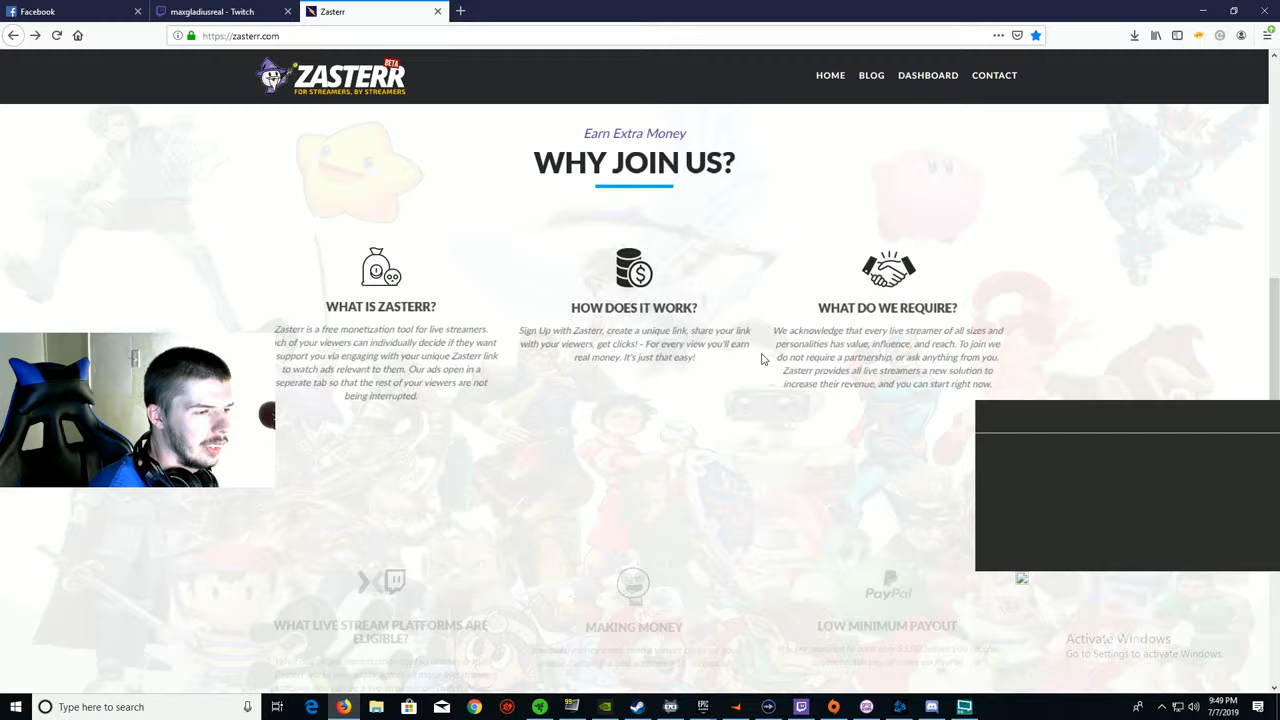 Facebook
maxgladiusreal - Twitch
Zasterr
https://zasterr.com
BETA
ZASTERR
FOR STREAMERS, BY STREAMERS
HOME BLOG DASHBOARD CONTACT
Earn Extra Money
WHY JOIN US?
WHAT IS ZASTERR?
Zasterr is a free monetization tool for live streamers.
ch of your viewers can individually decide if they want
support you via engaging with your unique Zasterr link
to watch ads relevant to them. Our ads open in a
seperate tab so that the rest of your viewers are not
being interrupted.
HOW DOES IT WORK?
Sign Up with Zasterr, create a unique link, share your link
with your viewers, get clicks! - For every view you'll earn
real money. It's just that easy!
WHAT DO WE REQUIRE?
We acknowledge that every live streamer of all sizes and
personalities has value, influence, and reach. To join we
do not require a partnership, or ask anything from you.
Zasterr provides all live streamers a new solution to
increase their revenue, and you can start right now.
WHAT LIVE STREAM PLATFORMS ARE
ELIGIBLE?
MAKING MONEY
PayPal
LOW MINIMUM PAYOUT
Activate Windows
Go to Settings to activate Windows.
Type here to search
9:49 PM
7/7/2019